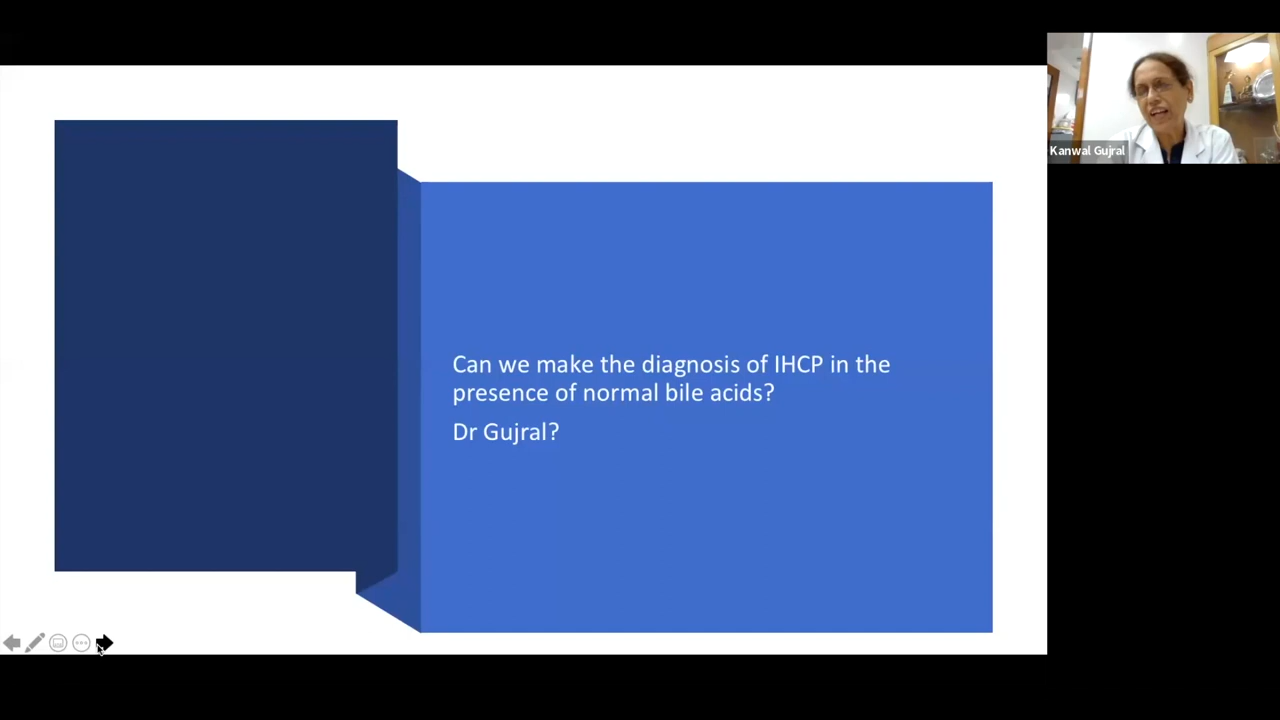 Kanwal Gujral
Can we make the diagnosis of IHCP in the
presence of normal bile acids?
Dr Gujral?